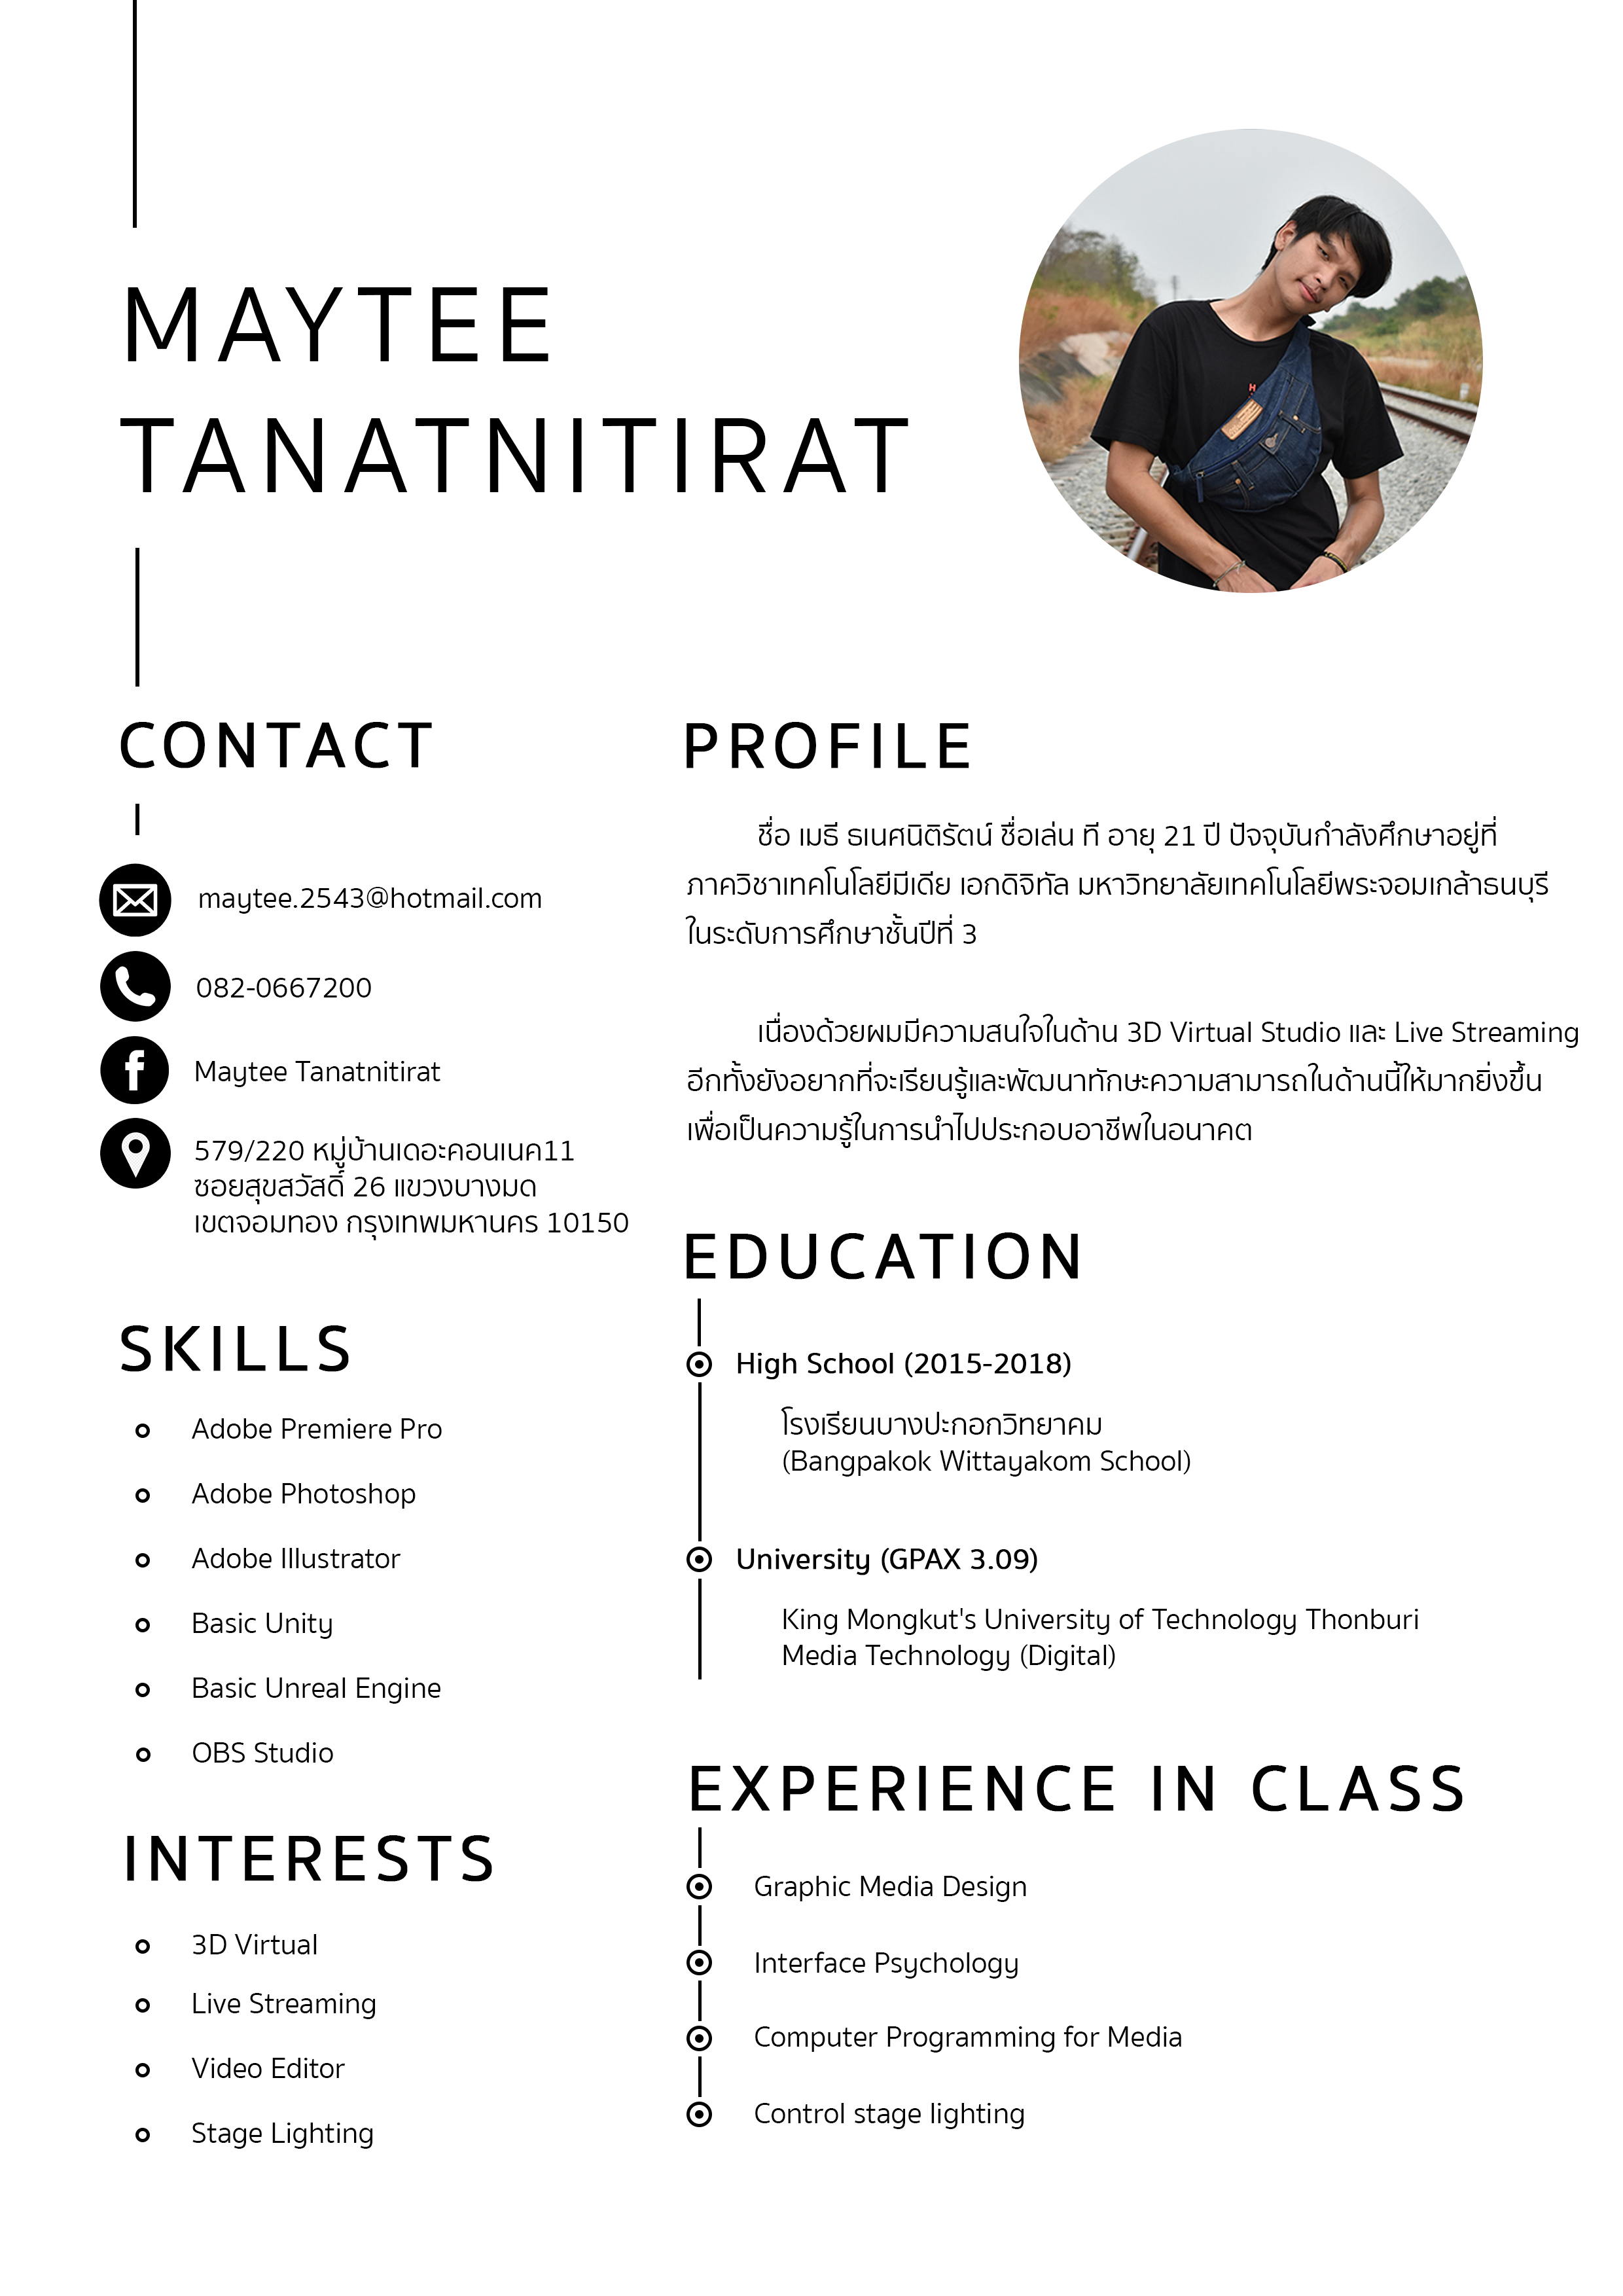 MAYTEE
TANATNITIRAT
CONTACT
maytee.2543@hotmail.com
082-0667200
Maytee Tanatnitirat
579/220 หมู่บ้านเดอะคอนเนค11
ซอยสุขสวัสดิ์ 26 แขวงบางมด
เขตจอมทอง กรุงเทพมหานคร 10150
SKILLS
Adobe Premiere Pro
Adobe Photoshop
Adobe Illustrator
Basic Unity
Basic Unreal Engine
OBS Studio
INTERESTS
3D Virtual
Live Streaming
Video Editor
Stage Lighting
PROFILE
ชื่อ เมธี ธเนศนิติรัตน์ ชื่อเล่น ที อายุ 21 ปี ปัจจุบันกำลังศึกษาอยู่ที่
ภาควิชาเทคโนโลยีมีเดีย เอกดิจิทัล มหาวิทยาลัยเทคโนโลยีพระจอมเกล้าธนบุรี
ในระดับการศึกษาชั้นปีที่ 3
เนื่องด้วยผมมีความสนใจในด้าน 3D Virtual Studio และ Live Streaming
อีกทั้งยังอยากที่จะเรียนรู้และพัฒนาทักษะความสามารถในด้านนี้ให้มากยิ่งขึ้น
เพื่อเป็นความรู้ในการนำไปประกอบอาชีพในอนาคต
EDUCATION
High School (2015-2018)
โรงเรียนบางปะกอกวิทยาคม
(Bangpakok Wittayakom School)
University (GPAX 3.09)
King Mongkut's University of Technology Thonburi
Media Technology (Digital)
EXPERIENCE IN CLASS
Graphic Media Design
Interface Psychology
Computer Programming for Media
Control stage lighting